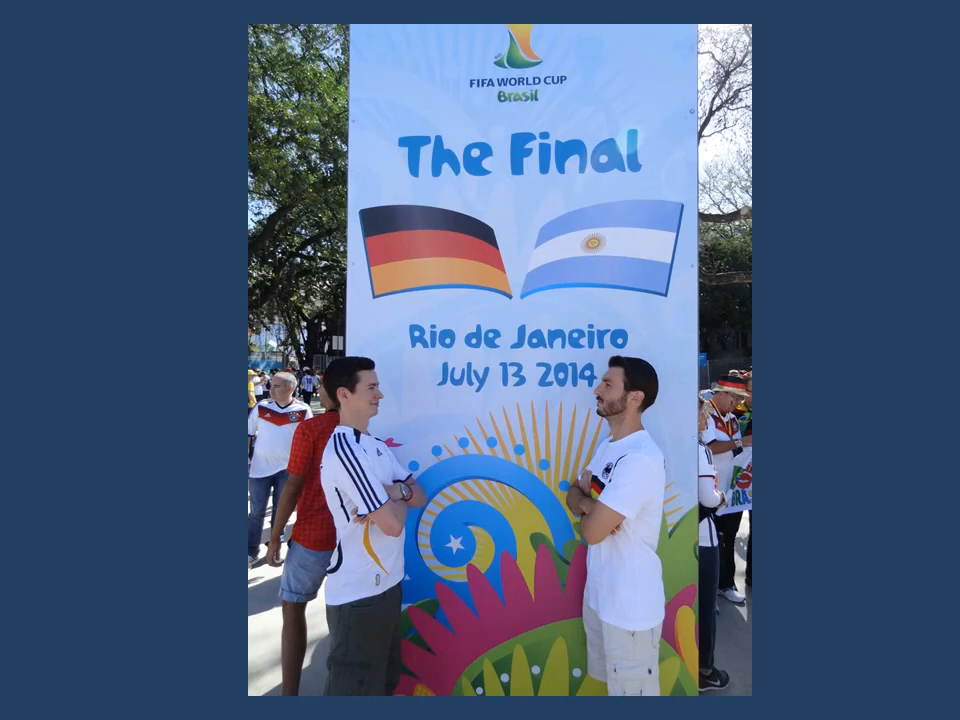 FIFA WORLD CUP
Brasil
The Final
Rio de Janeiro
July 13 2014